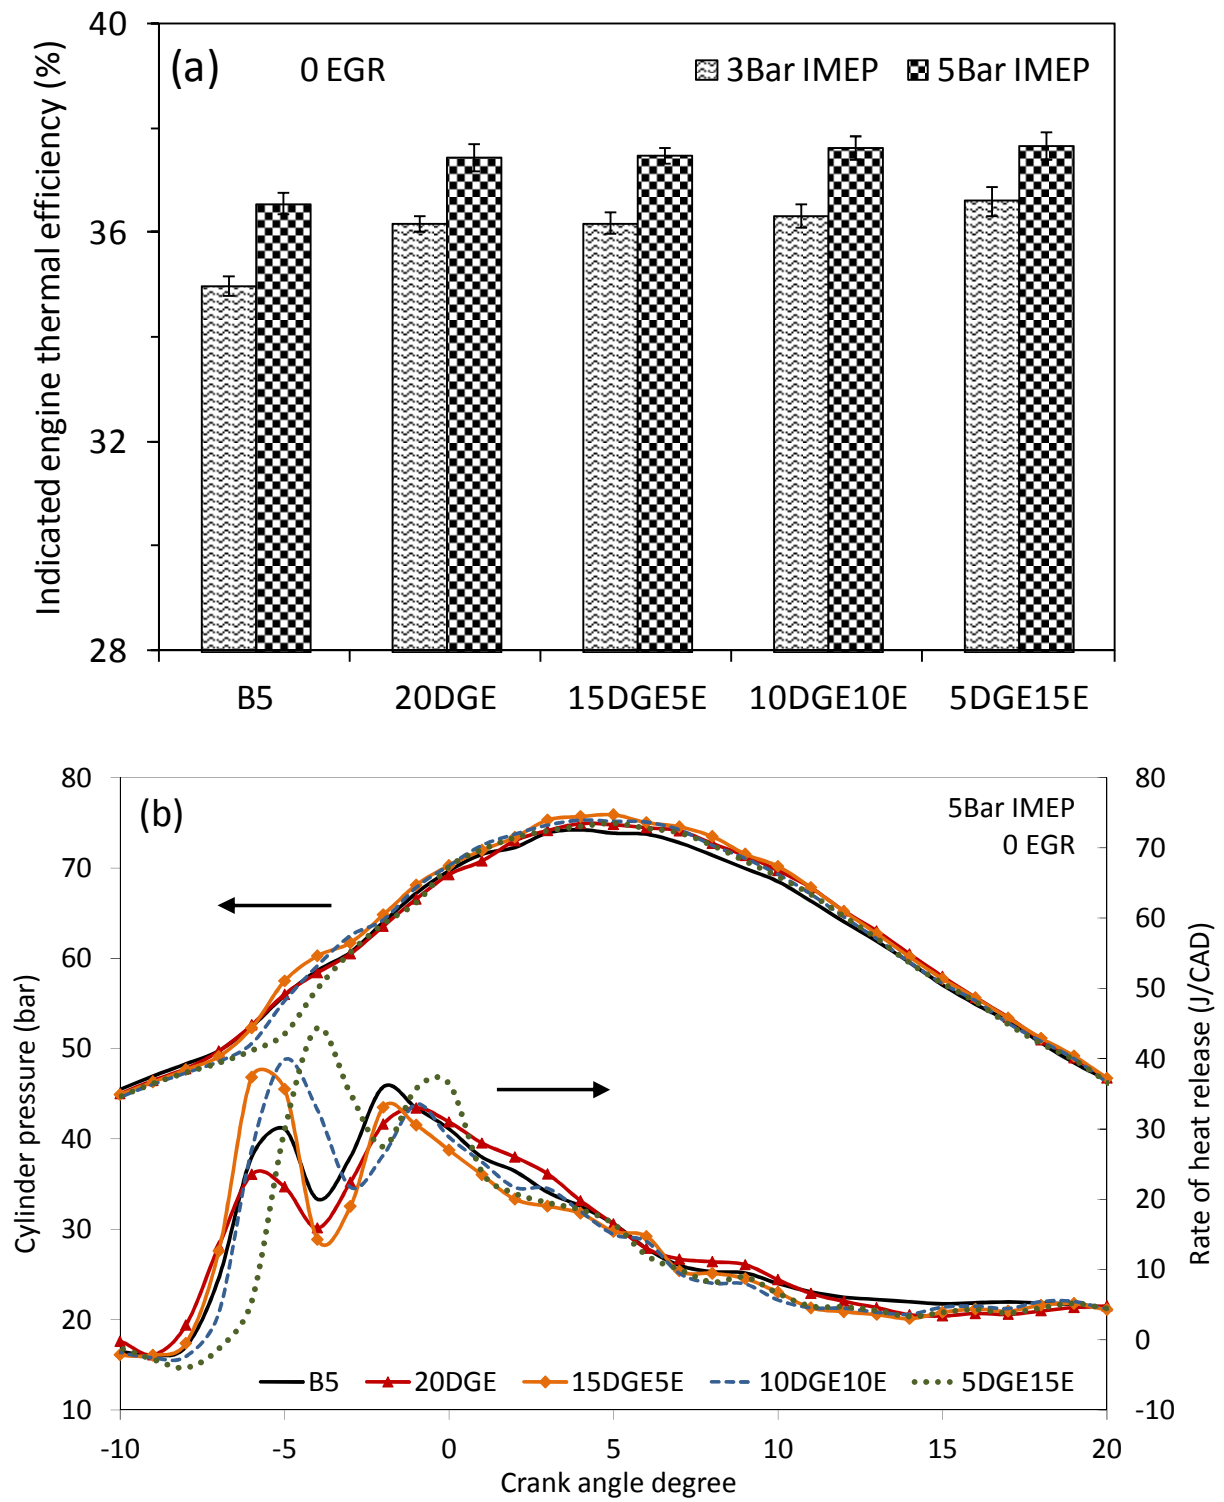 (a) 0 EGR 3Bar IMEP 5Bar IMEP
Indicated engine thermal efficiency (%)
40
36
32
28
B5 20DGE 15DGE5E 10DGE10E 5DGE15E
(b) 5Bar IMEP
0 EGR
Cylinder pressure (bar)
80
70
60
50
40
30
20
10
Rate of heat release (J/CAD)
80
70
60
50
40
30
20
10
0
-10
B5 20DGE 15DGE5E 10DGE10E 5DGE15E
-10 -5 0 5 10 15 20
Crank angle degree